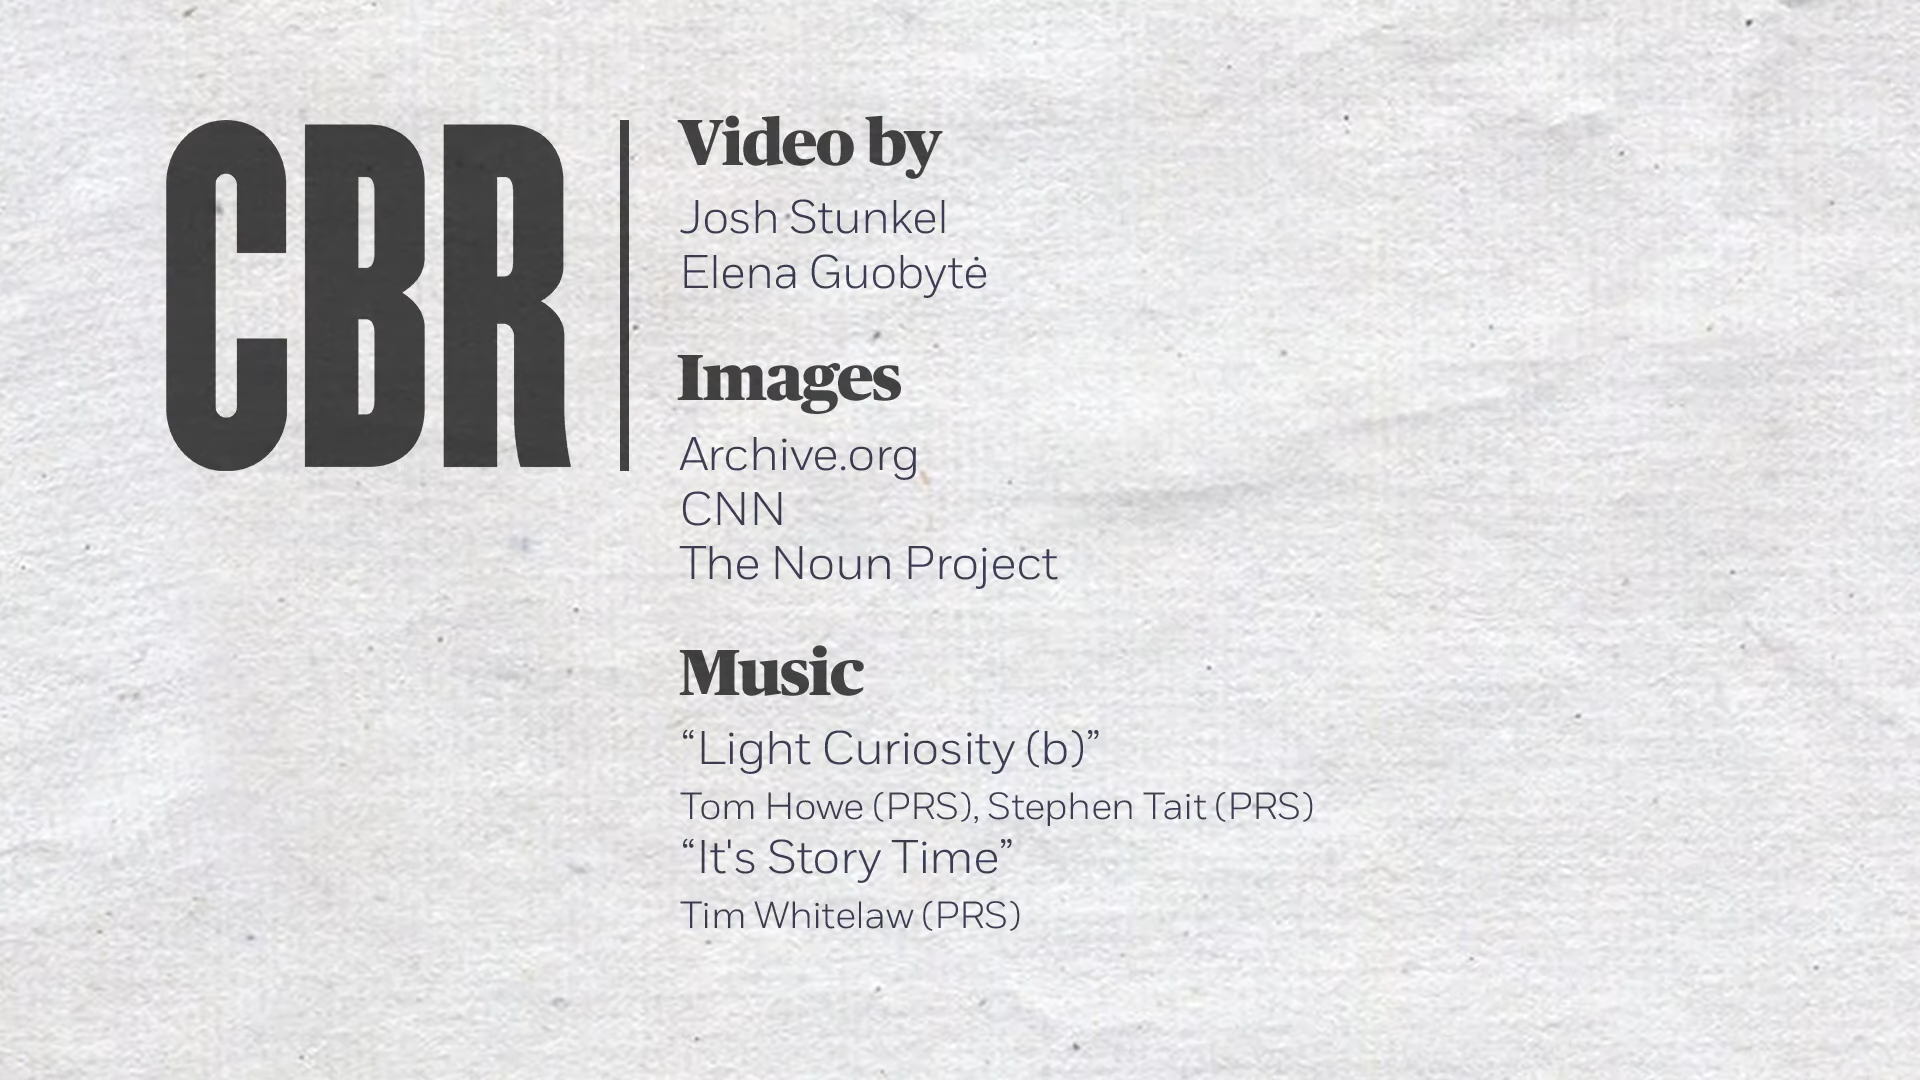 CBR
Video by
Josh Stunkel
Elena Guobytė
Images
Archive.org
CNN
The Noun Project
Music
“Light Curiosity (b)”
Tom Howe (PRS), Stephen Tait (PRS)
“It's Story Time”
Tim Whitelaw (PRS)